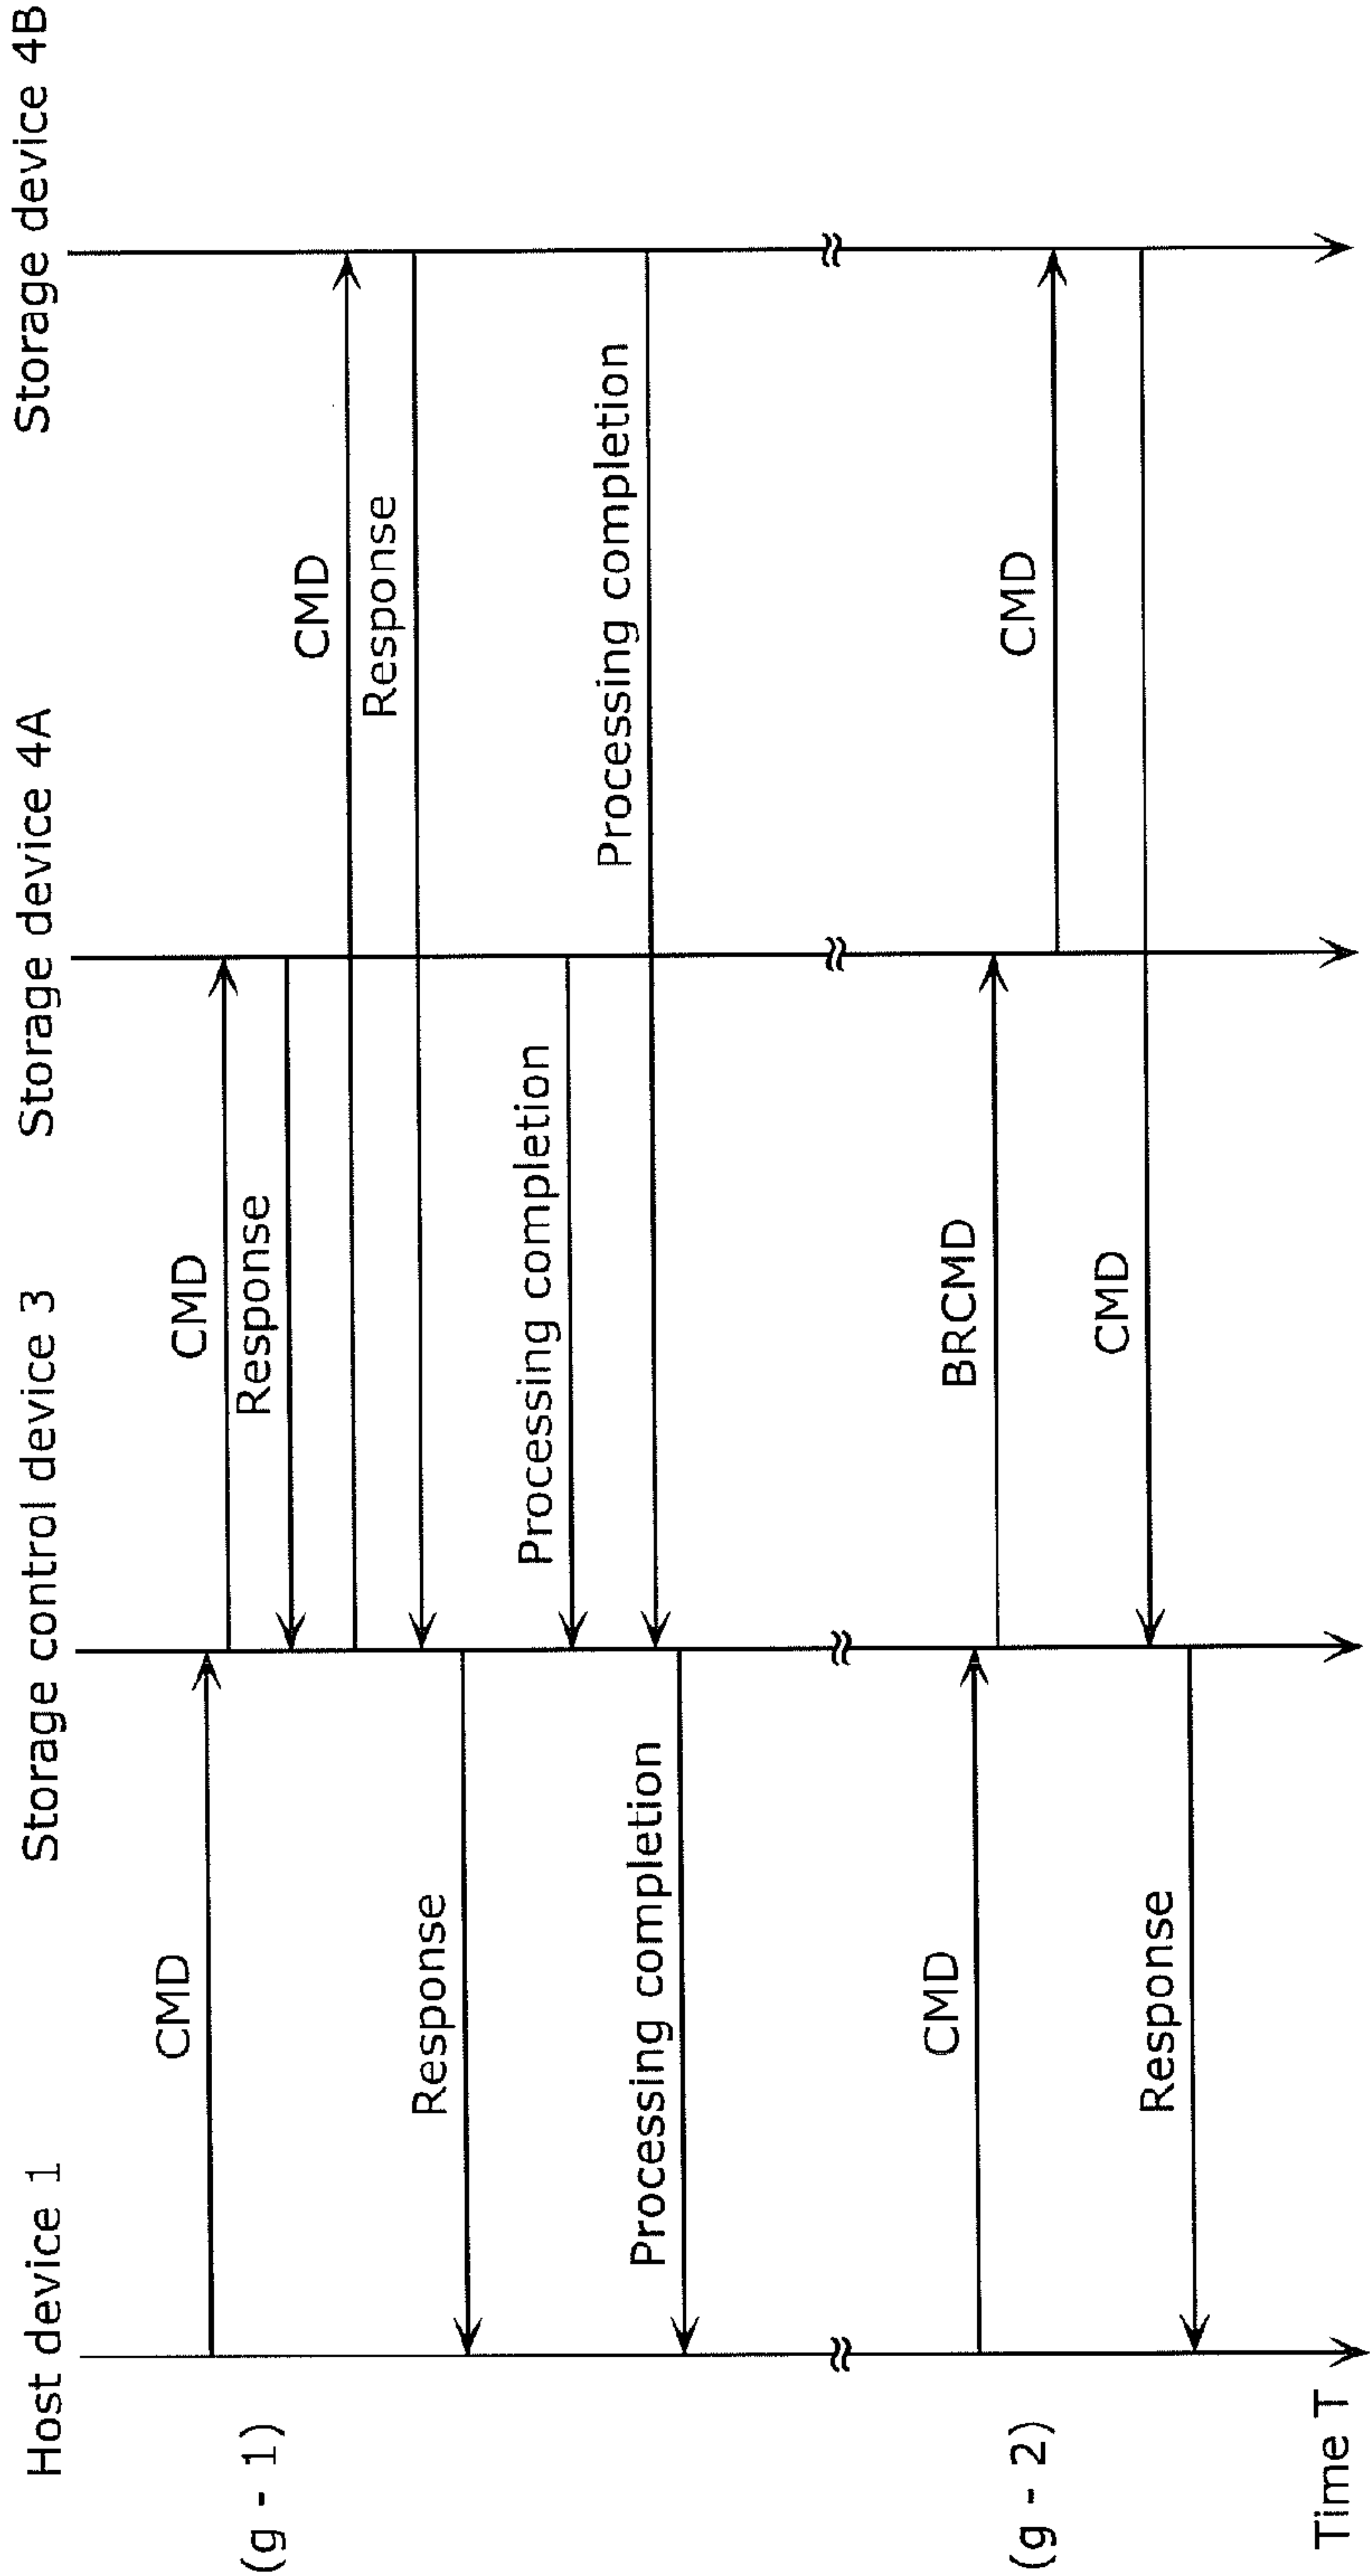 Host device 1
Storage control device 3
Storage device 4A
Storage device 4B
(g - 1)
CMD
CMD
Response
CMD
Response
Response
Processing completion
Processing completion
Processing completion
(g - 2)
CMD
BRCMD
CMD
CMD
Response
Time T